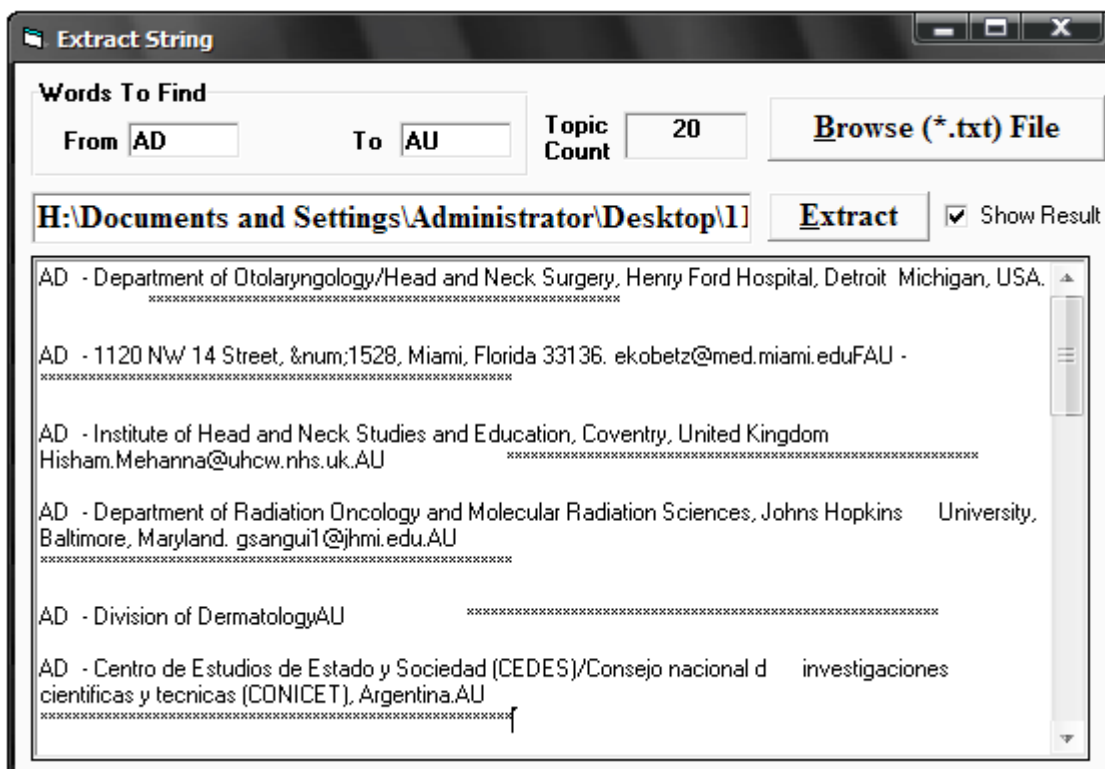 Extract String
Words To Find
From AD To AU Topic Count 20 Browse (*.txt) File
H:\Documents and Settings\Administrator\Desktop\11 Extract Show Result
AD - Department of Otolaryngology/Head and Neck Surgery, Henry Ford Hospital, Detroit Michigan, USA.
***********************************************************
AD - 1120 NW 14 Street, &num;1528, Miami, Florida 33136. ekobetz@med.miami.eduFAU -
***********************************************************
AD - Institute of Head and Neck Studies and Education, Coventry, United Kingdom
Hisham.Mehanna@uhcw.nhs.uk.AU ***********************************************************
AD - Department of Radiation Oncology and Molecular Radiation Sciences, Johns Hopkins University,
Baltimore, Maryland. gsangui1@jhmi.edu.AU
***********************************************************
AD - Division of DermatologyAU ***********************************************************
AD - Centro de Estudios de Estado y Sociedad (CEDES)/Consejo nacional d investigaciones
cientificas y tecnicas (CONICET), Argentina.AU
***********************************************************